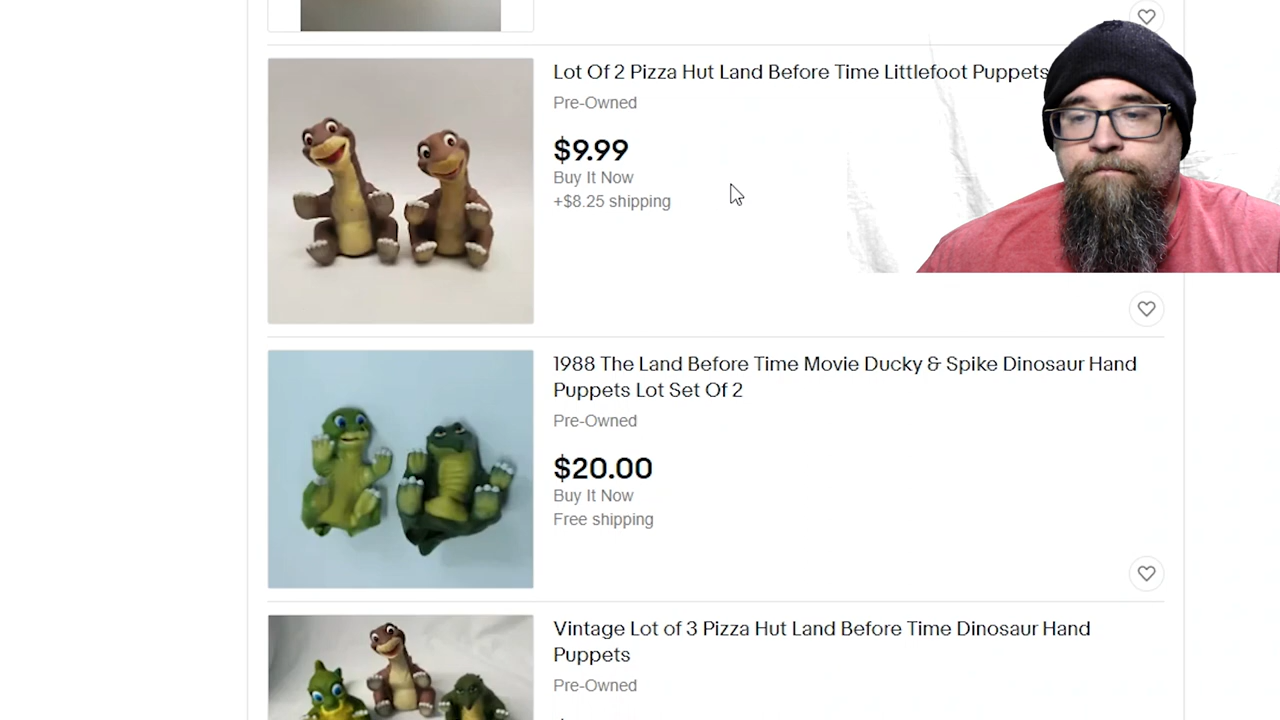 Lot Of 2 Pizza Hut Land Before Time Littlefoot Puppets
Pre-Owned
$9.99
Buy It Now
+$8.25 shipping
1988 The Land Before Time Movie Ducky & Spike Dinosaur Hand
Puppets Lot Set Of 2
Pre-Owned
$20.00
Buy It Now
Free shipping
Vintage Lot of 3 Pizza Hut Land Before Time Dinosaur Hand
Puppets
Pre-Owned